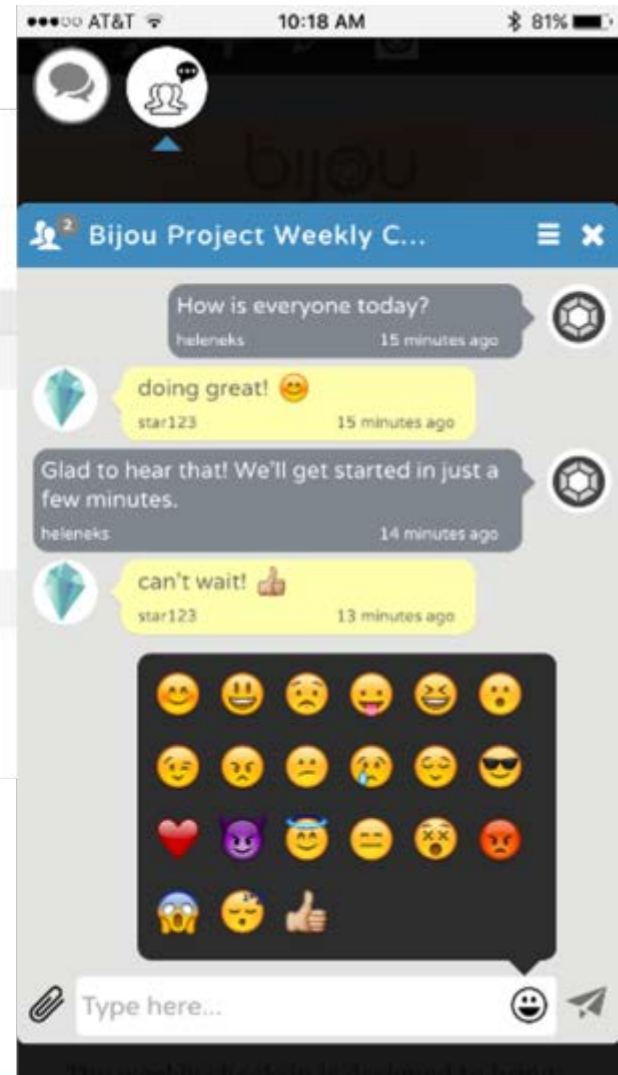 AT&T 10:18 AM 81%
bijou
2 Bijou Project Weekly C...
How is everyone today?
heleneks 15 minutes ago
doing great! 😊
star123 15 minutes ago
Glad to hear that! We'll get started in just a
few minutes.
heleneks 14 minutes ago
can't wait! 👍
star123 13 minutes ago
Type here...